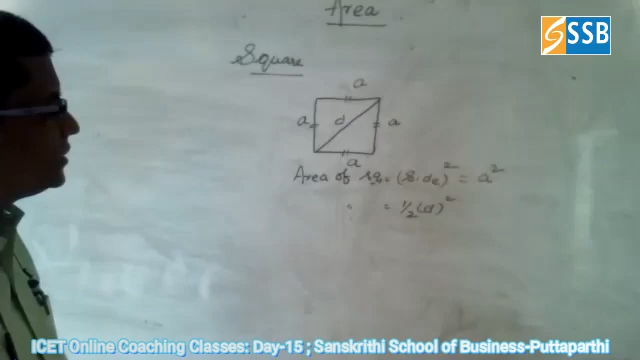 Area
SSB
Square
a
a d a
a
Area of sq. (Side)² = a²
" = 1/2 (d)²
ICET Online Coaching Classes: Day-15 ; Sanskrithi School of Business-Puttaparthi